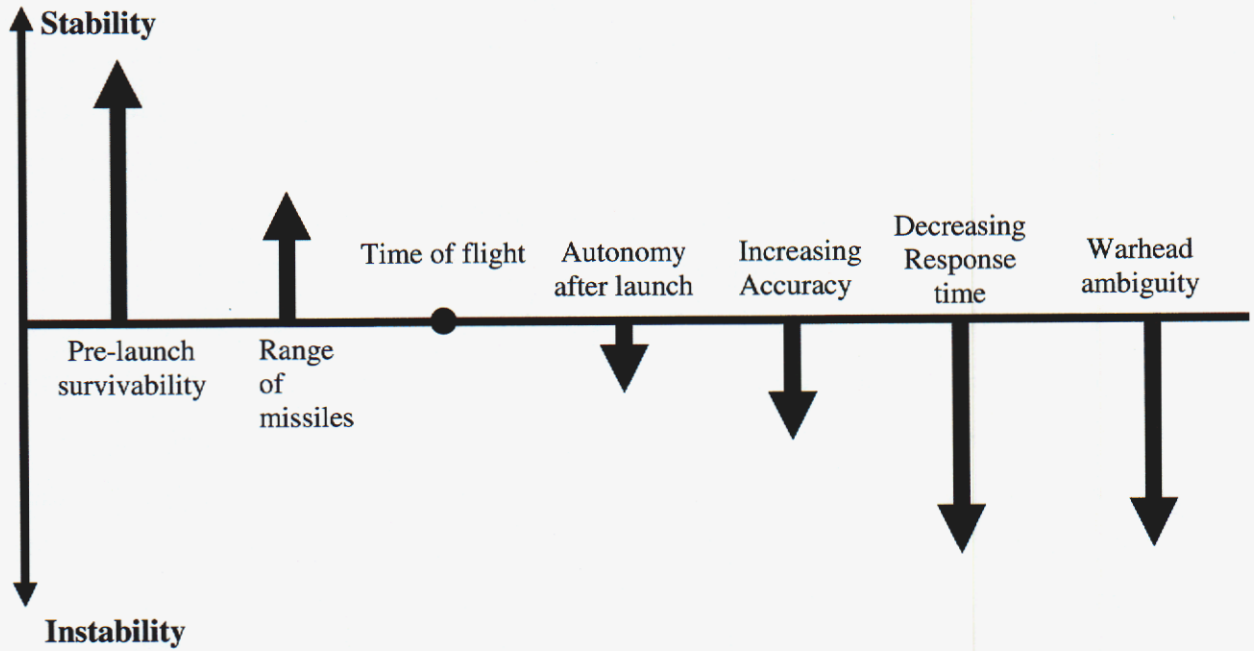 Stability
Time of flight
Autonomy
after launch
Increasing
Accuracy
Decreasing
Response
time
Warhead
ambiguity
Pre-launch
survivability
Range
of
missiles
Instability